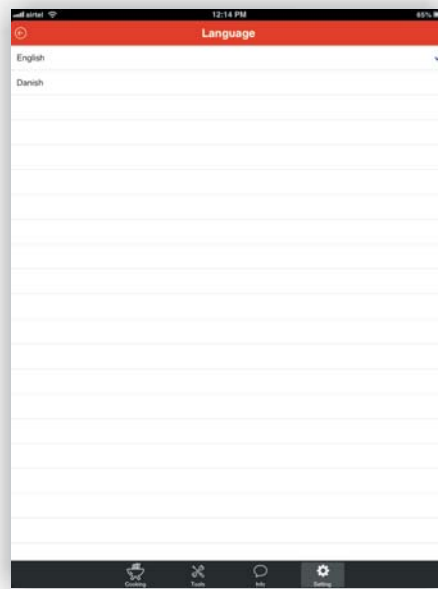 airtel 12:14 PM 65%
Language
English
Danish
Cooking Tools Info Setting